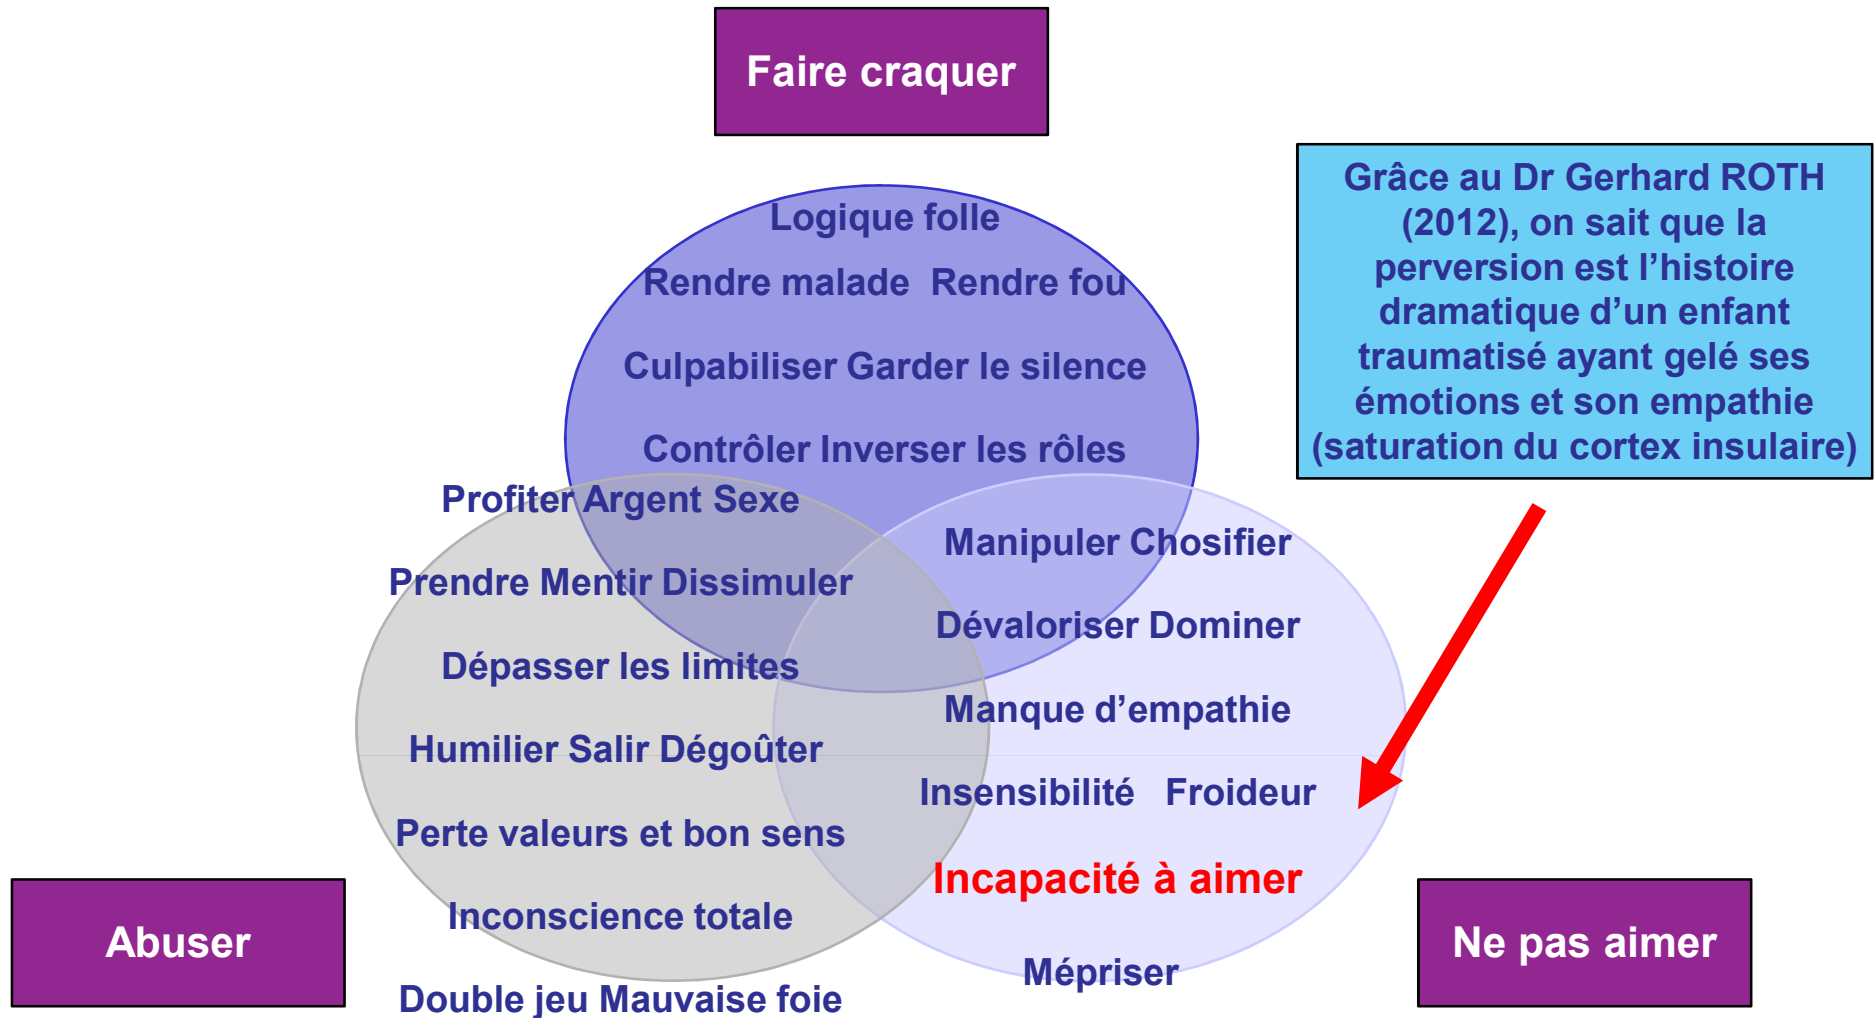 Faire craquer
Grâce au Dr Gerhard ROTH
(2012), on sait que la
perversion est l’histoire
dramatique d’un enfant
traumatisé ayant gelé ses
émotions et son empathie
(saturation du cortex insulaire)
Logique folle
Rendre malade  Rendre fou
Culpabiliser Garder le silence
Contrôler Inverser les rôles
Profiter Argent Sexe
Prendre Mentir Dissimuler
Dépasser les limites
Humilier Salir Dégoûter
Perte valeurs et bon sens
Inconscience totale
Double jeu Mauvaise foie
Manipuler Chosifier
Dévaloriser Dominer
Manque d’empathie
Insensibilité   Froideur
Incapacité à aimer
Mépriser
Abuser
Ne pas aimer